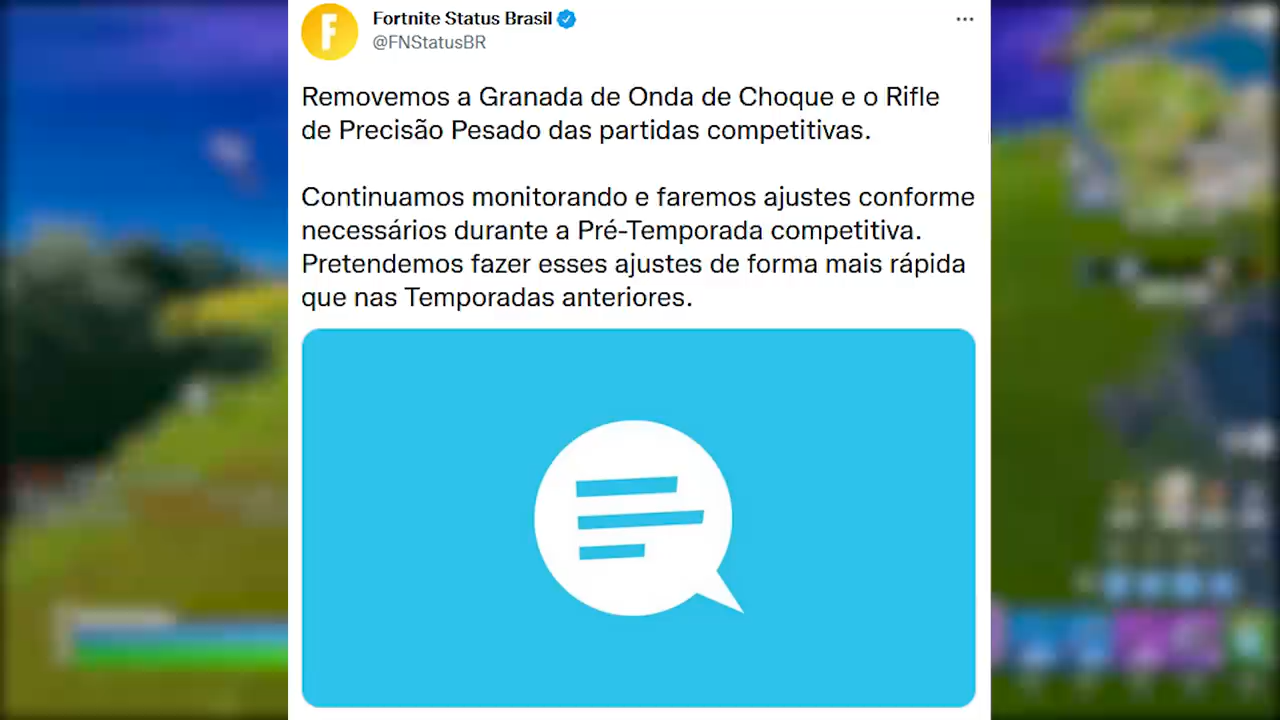 Fortnite Status Brasil
@FNStatusBR
Removemos a Granada de Onda de Choque e o Rifle
de Precisão Pesado das partidas competitivas.
Continuamos monitorando e faremos ajustes conforme
necessários durante a Pré-Temporada competitiva.
Pretendemos fazer esses ajustes de forma mais rápida
que nas Temporadas anteriores.